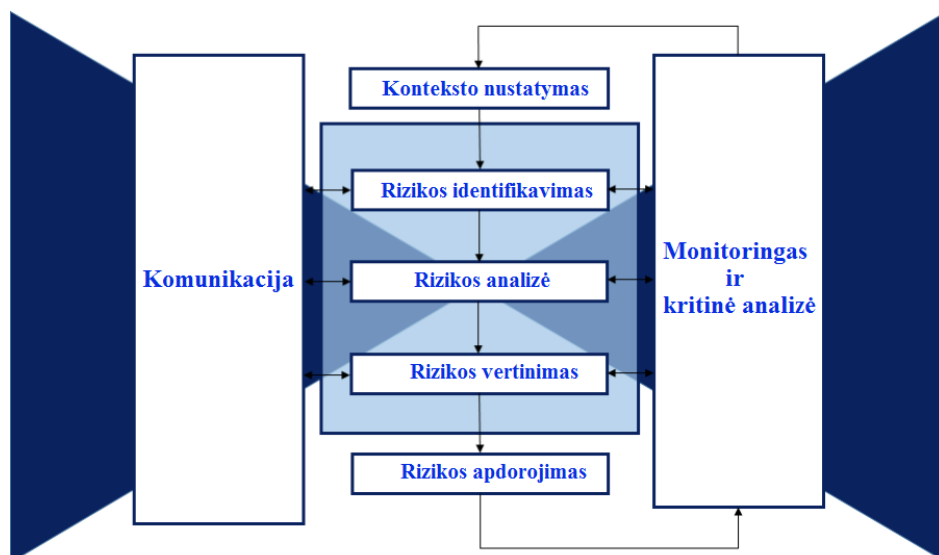 Konteksto nustatymas
Rizikos identifikavimas
Komunikacija
Rizikos analizė
Monitoringas
ir
kritinė analizė
Rizikos vertinimas
Rizikos apdorojimas